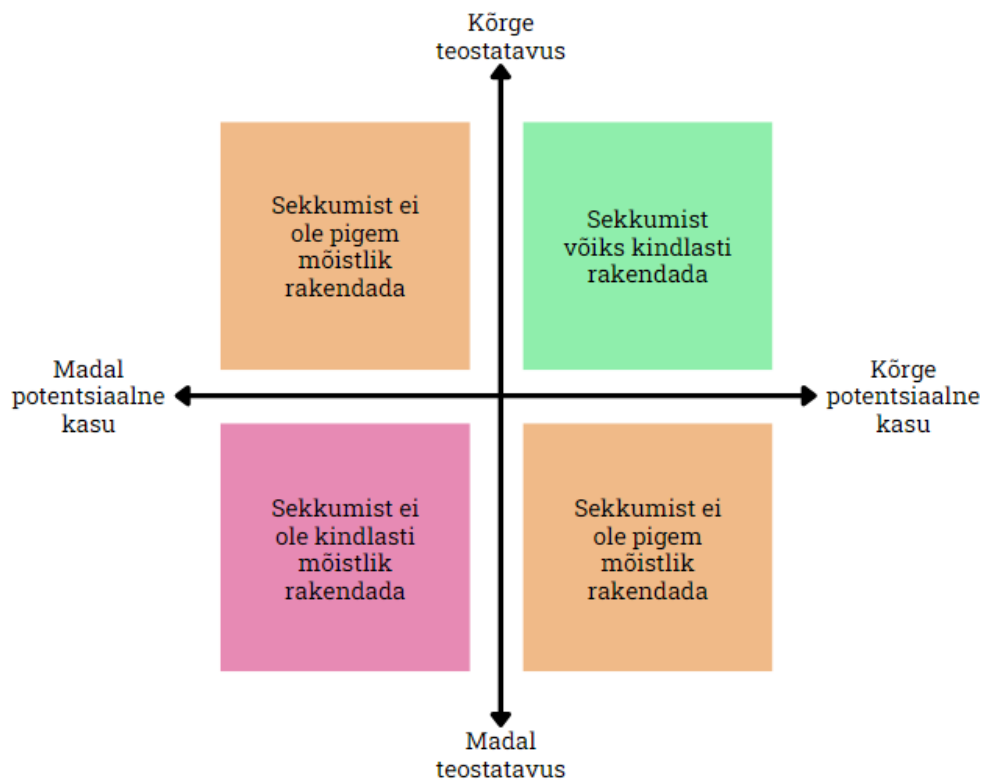 Kõrge
teostatavus
Sekkumist ei
ole pigem
mõistlik
rakendada
Sekkumist
võiks kindlasti
rakendada
Madal
potentsiaalne
kasu
Kõrge
potentsiaalne
kasu
Sekkumist ei
ole kindlasti
mõistlik
rakendada
Sekkumist ei
ole pigem
mõistlik
rakendada
Madal
teostatavus